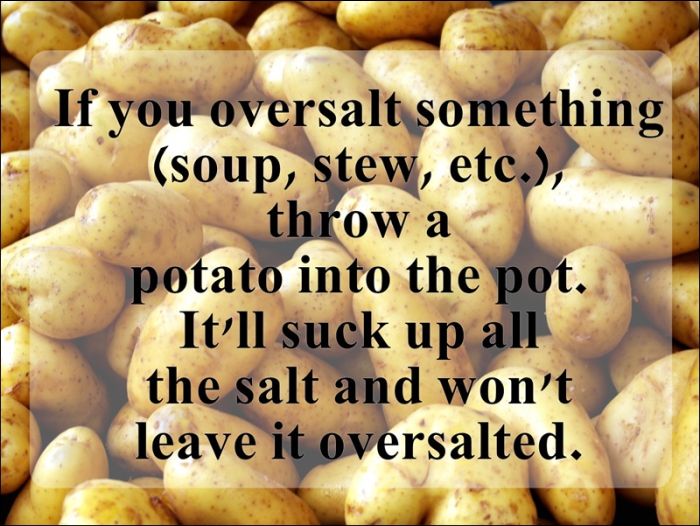 If you oversalt something
(soup, stew, etc.),
throw a
potato into the pot.
It'll suck up all
the salt and won't
leave it oversalted.